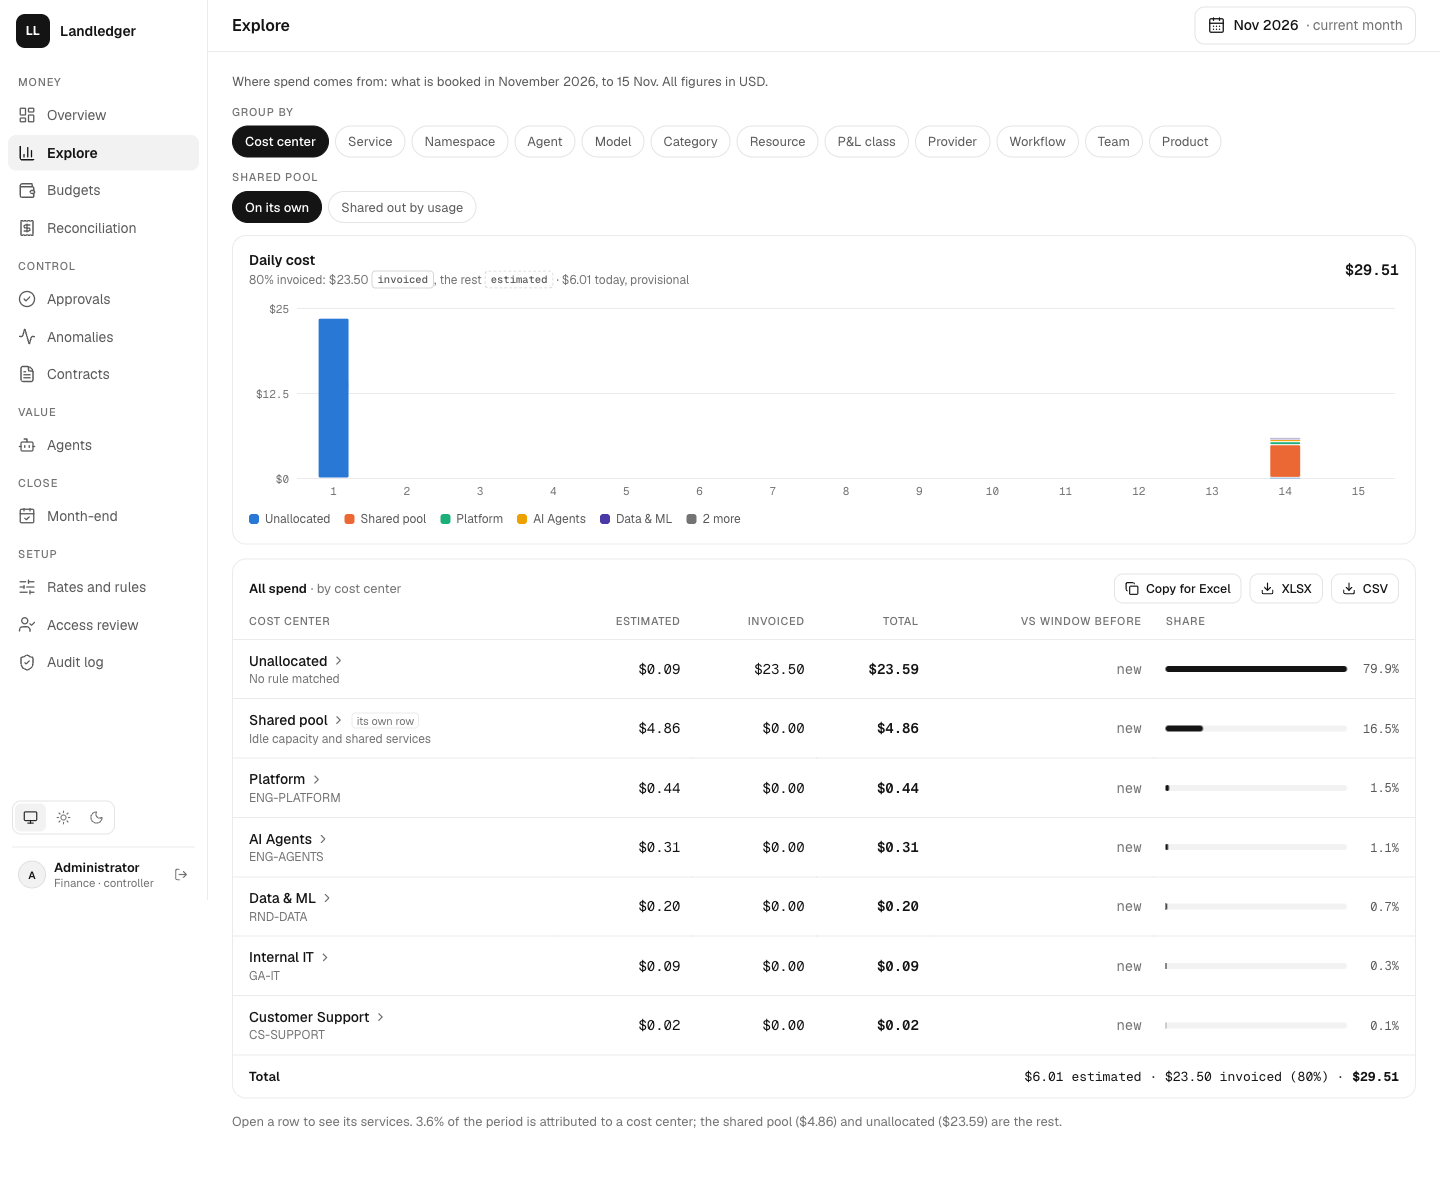 LL Landledger
MONEY
Overview
Explore
Budgets
Reconciliation
CONTROL
Approvals
Anomalies
Contracts
VALUE
Agents
CLOSE
Month-end
SETUP
Rates and rules
Access review
Audit log
A Administrator
Finance · controller
Explore
Nov 2026 · current month
Where spend comes from: what is booked in November 2026, to 15 Nov. All figures in USD.
GROUP BY
Cost center Service Namespace Agent Model Category Resource P&L class Provider Workflow Team Product
SHARED POOL
On its own Shared out by usage
Daily cost
80% invoiced: $23.50 invoiced, the rest estimated · $6.01 today, provisional
$29.51
$25
$12.5
$0
1 2 3 4 5 6 7 8 9 10 11 12 13 14 15
Unallocated Shared pool Platform AI Agents Data & ML 2 more
All spend · by cost center
Copy for Excel XLSX CSV
COST CENTER ESTIMATED INVOICED TOTAL VS WINDOW BEFORE SHARE
Unallocated
No rule matched
$0.09 $23.50 $23.59 new 79.9%
Shared pool its own row
Idle capacity and shared services
$4.86 $0.00 $4.86 new 16.5%
Platform
ENG-PLATFORM
$0.44 $0.00 $0.44 new 1.5%
AI Agents
ENG-AGENTS
$0.31 $0.00 $0.31 new 1.1%
Data & ML
RND-DATA
$0.20 $0.00 $0.20 new 0.7%
Internal IT
GA-IT
$0.09 $0.00 $0.09 new 0.3%
Customer Support
CS-SUPPORT
$0.02 $0.00 $0.02 new 0.1%
Total $6.01 estimated · $23.50 invoiced (80%) · $29.51
Open a row to see its services. 3.6% of the period is attributed to a cost center; the shared pool ($4.86) and unallocated ($23.59) are the rest.